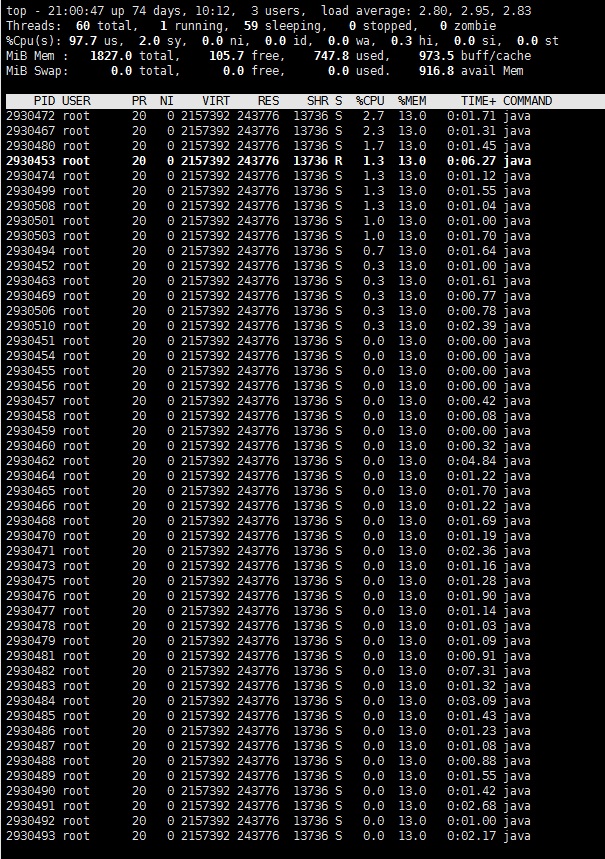 top - 21:00:47 up 74 days, 10:12,  3 users,  load average: 2.80, 2.95, 2.83
Threads:  60 total,   1 running,  59 sleeping,   0 stopped,   0 zombie
%Cpu(s): 97.7 us,  2.0 sy,  0.0 ni,  0.0 id,  0.0 wa,  0.3 hi,  0.0 si,  0.0 st
MiB Mem :   1827.0 total,    105.7 free,    747.8 used,    973.5 buff/cache
MiB Swap:      0.0 total,      0.0 free,      0.0 used.    916.8 avail Mem
PID USER      PR  NI    VIRT    RES    SHR S  %CPU  %MEM     TIME+ COMMAND
2930472 root      20   0 2157392 243776  13736 S   2.7  13.0   0:01.71 java
2930467 root      20   0 2157392 243776  13736 S   2.3  13.0   0:01.31 java
2930480 root      20   0 2157392 243776  13736 S   1.7  13.0   0:01.45 java
2930453 root      20   0 2157392 243776  13736 R   1.3  13.0   0:06.27 java
2930474 root      20   0 2157392 243776  13736 S   1.3  13.0   0:01.12 java
2930499 root      20   0 2157392 243776  13736 S   1.3  13.0   0:01.55 java
2930508 root      20   0 2157392 243776  13736 S   1.3  13.0   0:01.04 java
2930501 root      20   0 2157392 243776  13736 S   1.0  13.0   0:01.00 java
2930503 root      20   0 2157392 243776  13736 S   1.0  13.0   0:01.70 java
2930494 root      20   0 2157392 243776  13736 S   0.7  13.0   0:01.64 java
2930452 root      20   0 2157392 243776  13736 S   0.3  13.0   0:01.00 java
2930463 root      20   0 2157392 243776  13736 S   0.3  13.0   0:01.61 java
2930469 root      20   0 2157392 243776  13736 S   0.3  13.0   0:00.77 java
2930506 root      20   0 2157392 243776  13736 S   0.3  13.0   0:00.78 java
2930510 root      20   0 2157392 243776  13736 S   0.3  13.0   0:02.39 java
2930451 root      20   0 2157392 243776  13736 S   0.0  13.0   0:00.00 java
2930454 root      20   0 2157392 243776  13736 S   0.0  13.0   0:00.00 java
2930455 root      20   0 2157392 243776  13736 S   0.0  13.0   0:00.00 java
2930456 root      20   0 2157392 243776  13736 S   0.0  13.0   0:00.00 java
2930457 root      20   0 2157392 243776  13736 S   0.0  13.0   0:00.42 java
2930458 root      20   0 2157392 243776  13736 S   0.0  13.0   0:00.08 java
2930459 root      20   0 2157392 243776  13736 S   0.0  13.0   0:00.00 java
2930460 root      20   0 2157392 243776  13736 S   0.0  13.0   0:00.32 java
2930462 root      20   0 2157392 243776  13736 S   0.0  13.0   0:04.84 java
2930464 root      20   0 2157392 243776  13736 S   0.0  13.0   0:01.22 java
2930465 root      20   0 2157392 243776  13736 S   0.0  13.0   0:01.70 java
2930466 root      20   0 2157392 243776  13736 S   0.0  13.0   0:01.22 java
2930468 root      20   0 2157392 243776  13736 S   0.0  13.0   0:01.69 java
2930470 root      20   0 2157392 243776  13736 S   0.0  13.0   0:01.19 java
2930471 root      20   0 2157392 243776  13736 S   0.0  13.0   0:02.36 java
2930473 root      20   0 2157392 243776  13736 S   0.0  13.0   0:01.16 java
2930475 root      20   0 2157392 243776  13736 S   0.0  13.0   0:01.28 java
2930476 root      20   0 2157392 243776  13736 S   0.0  13.0   0:01.90 java
2930477 root      20   0 2157392 243776  13736 S   0.0  13.0   0:01.14 java
2930478 root      20   0 2157392 243776  13736 S   0.0  13.0   0:01.03 java
2930479 root      20   0 2157392 243776  13736 S   0.0  13.0   0:01.09 java
2930481 root      20   0 2157392 243776  13736 S   0.0  13.0   0:00.91 java
2930482 root      20   0 2157392 243776  13736 S   0.0  13.0   0:07.31 java
2930483 root      20   0 2157392 243776  13736 S   0.0  13.0   0:01.32 java
2930484 root      20   0 2157392 243776  13736 S   0.0  13.0   0:03.09 java
2930485 root      20   0 2157392 243776  13736 S   0.0  13.0   0:01.43 java
2930486 root      20   0 2157392 243776  13736 S   0.0  13.0   0:01.23 java
2930487 root      20   0 2157392 243776  13736 S   0.0  13.0   0:01.08 java
2930488 root      20   0 2157392 243776  13736 S   0.0  13.0   0:00.88 java
2930489 root      20   0 2157392 243776  13736 S   0.0  13.0   0:01.55 java
2930490 root      20   0 2157392 243776  13736 S   0.0  13.0   0:01.42 java
2930491 root      20   0 2157392 243776  13736 S   0.0  13.0   0:02.68 java
2930492 root      20   0 2157392 243776  13736 S   0.0  13.0   0:01.00 java
2930493 root      20   0 2157392 243776  13736 S   0.0  13.0   0:02.17 java